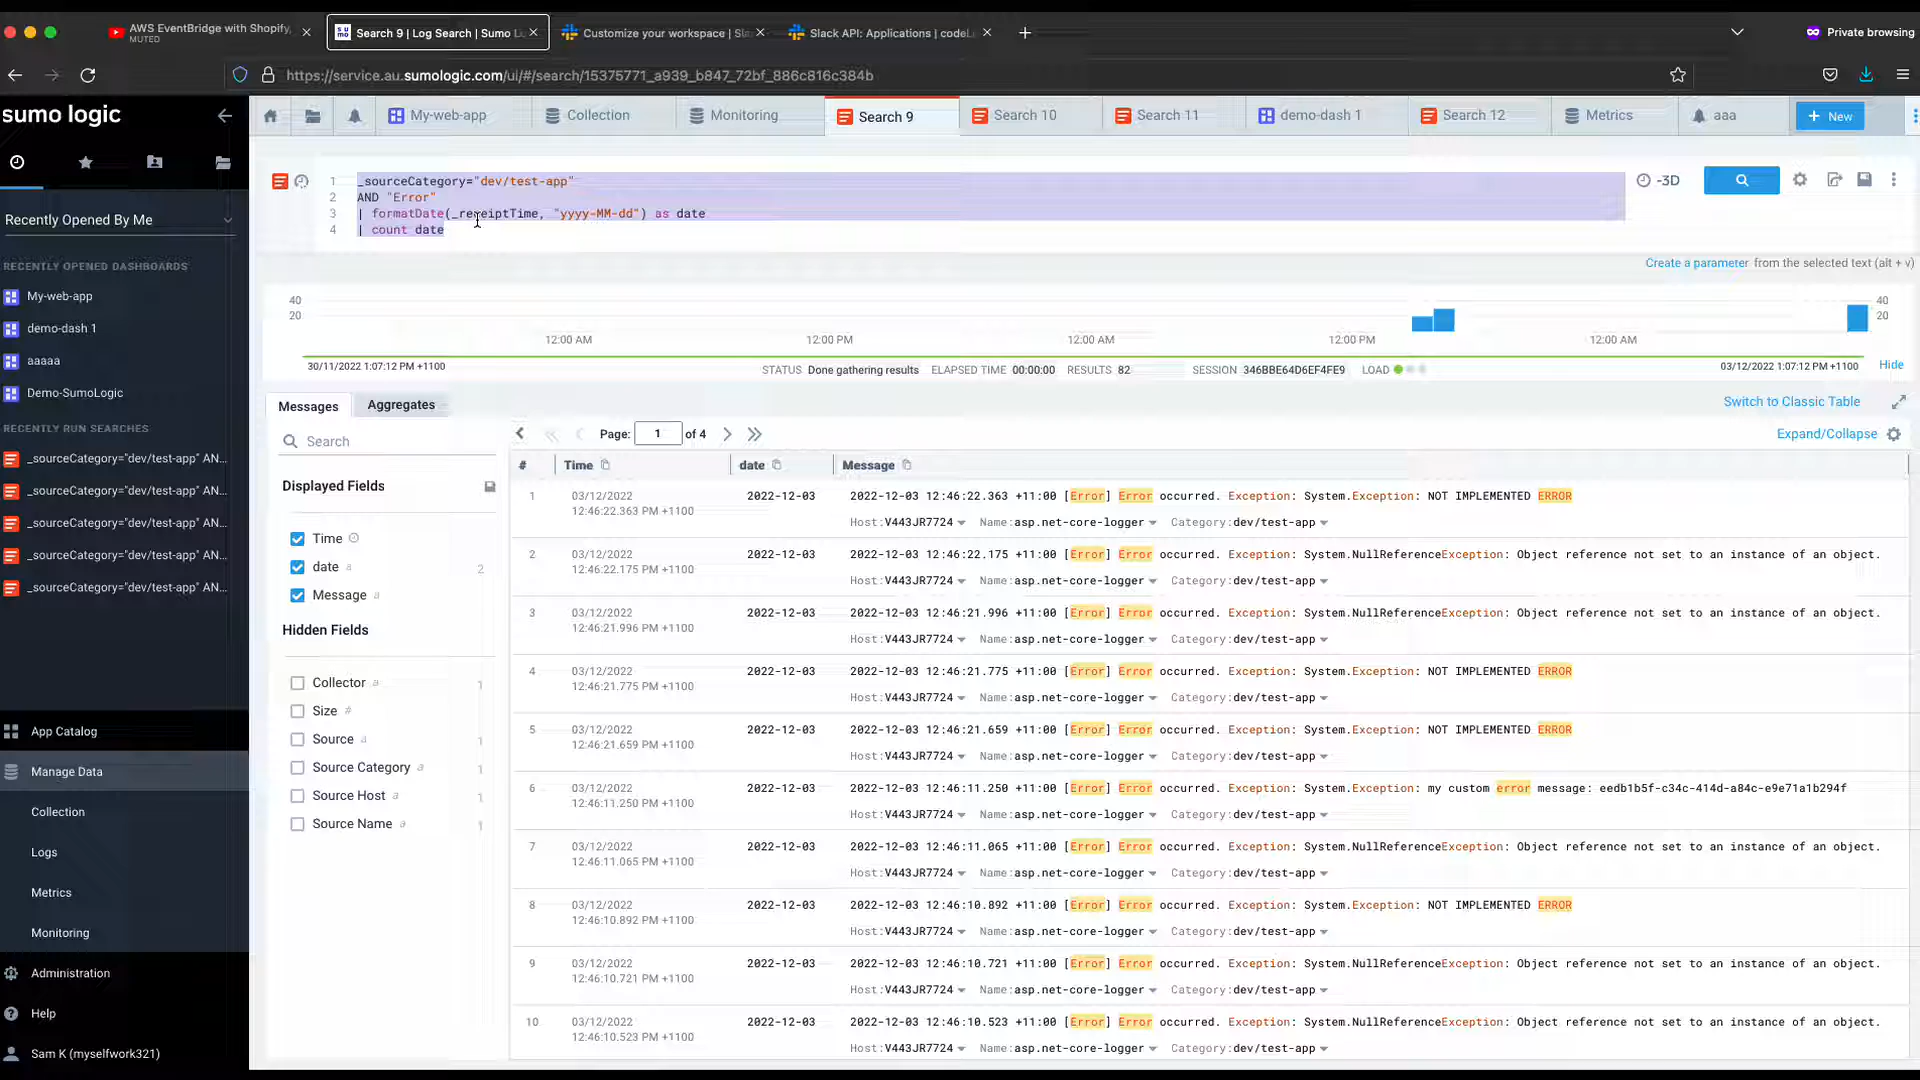 AWS EventBridge with Shopify,
MUTED
Search 9 | Log Search | Sumo L
Customize your workspace | Sla
Slack API: Applications | codeL
Private browsing
https://service.au.sumologic.com/ui/#/search/15375771_a939_b847_72bf_886c816c384b
sumo logic
My-web-app
Collection
Monitoring
Search 9
Search 10
Search 11
demo-dash 1
Search 12
Metrics
aaa
+ New
Recently Opened By Me
RECENTLY OPENED DASHBOARDS
My-web-app
demo-dash 1
aaaaa
Demo-SumoLogic
RECENTLY RUN SEARCHES
_sourceCategory="dev/test-app" AN...
_sourceCategory="dev/test-app" AN...
_sourceCategory="dev/test-app" AN...
_sourceCategory="dev/test-app" AN...
_sourceCategory="dev/test-app" AN...
App Catalog
Manage Data
Collection
Logs
Metrics
Monitoring
Administration
Help
Sam K (myselfwork321)
1 _sourceCategory="dev/test-app"
2 AND "Error"
3 | formatDate(_receiptTime, "yyyy-MM-dd") as date
4 | count date
-3D
Create a parameter from the selected text (alt + v)
40 40
20 20
12:00 AM 12:00 PM 12:00 AM 12:00 PM 12:00 AM
30/11/2022 1:07:12 PM +1100 STATUS Done gathering results ELAPSED TIME 00:00:00 RESULTS 82 SESSION 346BBE64D6EF4FE9 LOAD 03/12/2022 1:07:12 PM +1100 Hide
Messages Aggregates
Switch to Classic Table
Search
Page: 1 of 4
Expand/Collapse
Displayed Fields
Time
date a 2
Message a
Hidden Fields
Collector a 1
Size #
Source a 1
Source Category a 1
Source Host a 1
Source Name a 1
# Time date Message
1 03/12/2022 2022-12-03 2022-12-03 12:46:22.363 +11:00 [Error] Error occurred. Exception: System.Exception: NOT IMPLEMENTED ERROR
12:46:22.363 PM +1100 Host:V443JR7724 Name:asp.net-core-logger Category:dev/test-app
2 03/12/2022 2022-12-03 2022-12-03 12:46:22.175 +11:00 [Error] Error occurred. Exception: System.NullReferenceException: Object reference not set to an instance of an object.
12:46:22.175 PM +1100 Host:V443JR7724 Name:asp.net-core-logger Category:dev/test-app
3 03/12/2022 2022-12-03 2022-12-03 12:46:21.996 +11:00 [Error] Error occurred. Exception: System.NullReferenceException: Object reference not set to an instance of an object.
12:46:21.996 PM +1100 Host:V443JR7724 Name:asp.net-core-logger Category:dev/test-app
4 03/12/2022 2022-12-03 2022-12-03 12:46:21.775 +11:00 [Error] Error occurred. Exception: System.Exception: NOT IMPLEMENTED ERROR
12:46:21.775 PM +1100 Host:V443JR7724 Name:asp.net-core-logger Category:dev/test-app
5 03/12/2022 2022-12-03 2022-12-03 12:46:21.659 +11:00 [Error] Error occurred. Exception: System.Exception: NOT IMPLEMENTED ERROR
12:46:21.659 PM +1100 Host:V443JR7724 Name:asp.net-core-logger Category:dev/test-app
6 03/12/2022 2022-12-03 2022-12-03 12:46:11.250 +11:00 [Error] Error occurred. Exception: System.Exception: my custom error message: eedb1b5f-c34c-414d-a84c-e9e71a1b294f
12:46:11.250 PM +1100 Host:V443JR7724 Name:asp.net-core-logger Category:dev/test-app
7 03/12/2022 2022-12-03 2022-12-03 12:46:11.065 +11:00 [Error] Error occurred. Exception: System.NullReferenceException: Object reference not set to an instance of an object.
12:46:11.065 PM +1100 Host:V443JR7724 Name:asp.net-core-logger Category:dev/test-app
8 03/12/2022 2022-12-03 2022-12-03 12:46:10.892 +11:00 [Error] Error occurred. Exception: System.Exception: NOT IMPLEMENTED ERROR
12:46:10.892 PM +1100 Host:V443JR7724 Name:asp.net-core-logger Category:dev/test-app
9 03/12/2022 2022-12-03 2022-12-03 12:46:10.721 +11:00 [Error] Error occurred. Exception: System.NullReferenceException: Object reference not set to an instance of an object.
12:46:10.721 PM +1100 Host:V443JR7724 Name:asp.net-core-logger Category:dev/test-app
10 03/12/2022 2022-12-03 2022-12-03 12:46:10.523 +11:00 [Error] Error occurred. Exception: System.NullReferenceException: Object reference not set to an instance of an object.
12:46:10.523 PM +1100 Host:V443JR7724 Name:asp.net-core-logger Category:dev/test-app